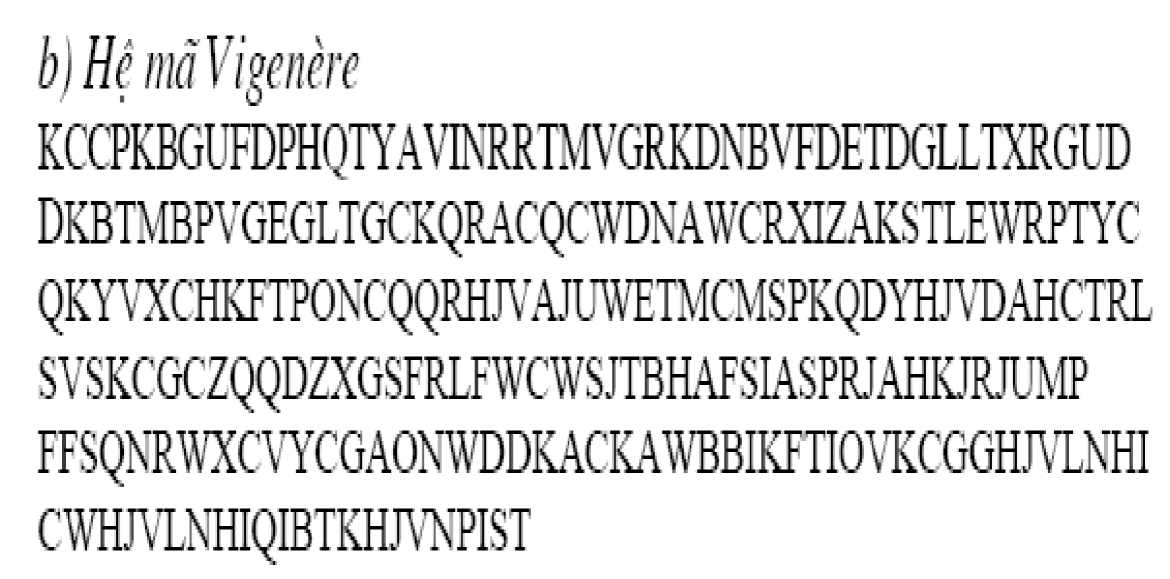 b) Hệ mã Vigenère
KCCPKBGUFDPHQTYAVINRRTMVGRKDNBVFDETDGLLTXRGUD
DKBTMBPVGEGLTGCKQRACQCWDNAWCRXIZAKSTLEWRPTYC
QKYVXCHKFTPONCQQRHJVAJUWETMCMSPKQDYHJVDAHCTRL
SVSKCGCZQQDZXGSFRLFWCWSJTBHAFSIASPRJAHKJRJUMP
FFSQNRWXCVYCGAONWDDKACKAWBBIKFTIOVKCGGHJVLNHI
CWHJVLNHIQIBTKHJVNPIST